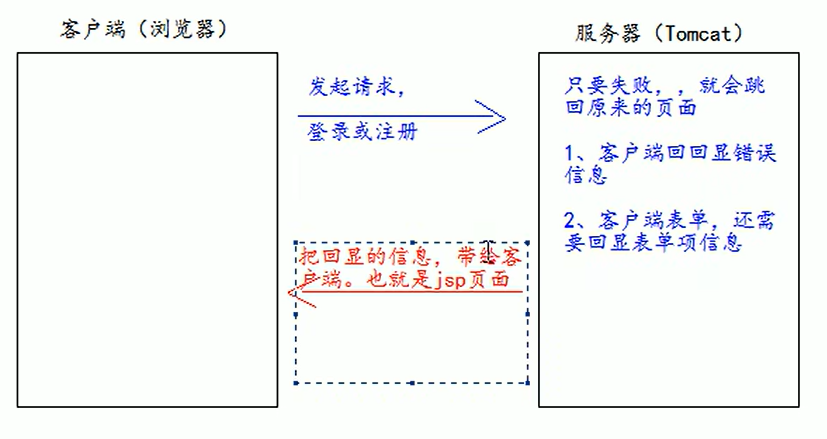 客户端（浏览器）
服务器（Tomcat）
发起请求，
登录或注册
只要失败，，就会跳
回原来的页面
1、客户端回回显错误
信息
2、客户端表单，还需
要回显表单项信息
把回显的信息，带给客
户端。也就是jsp页面